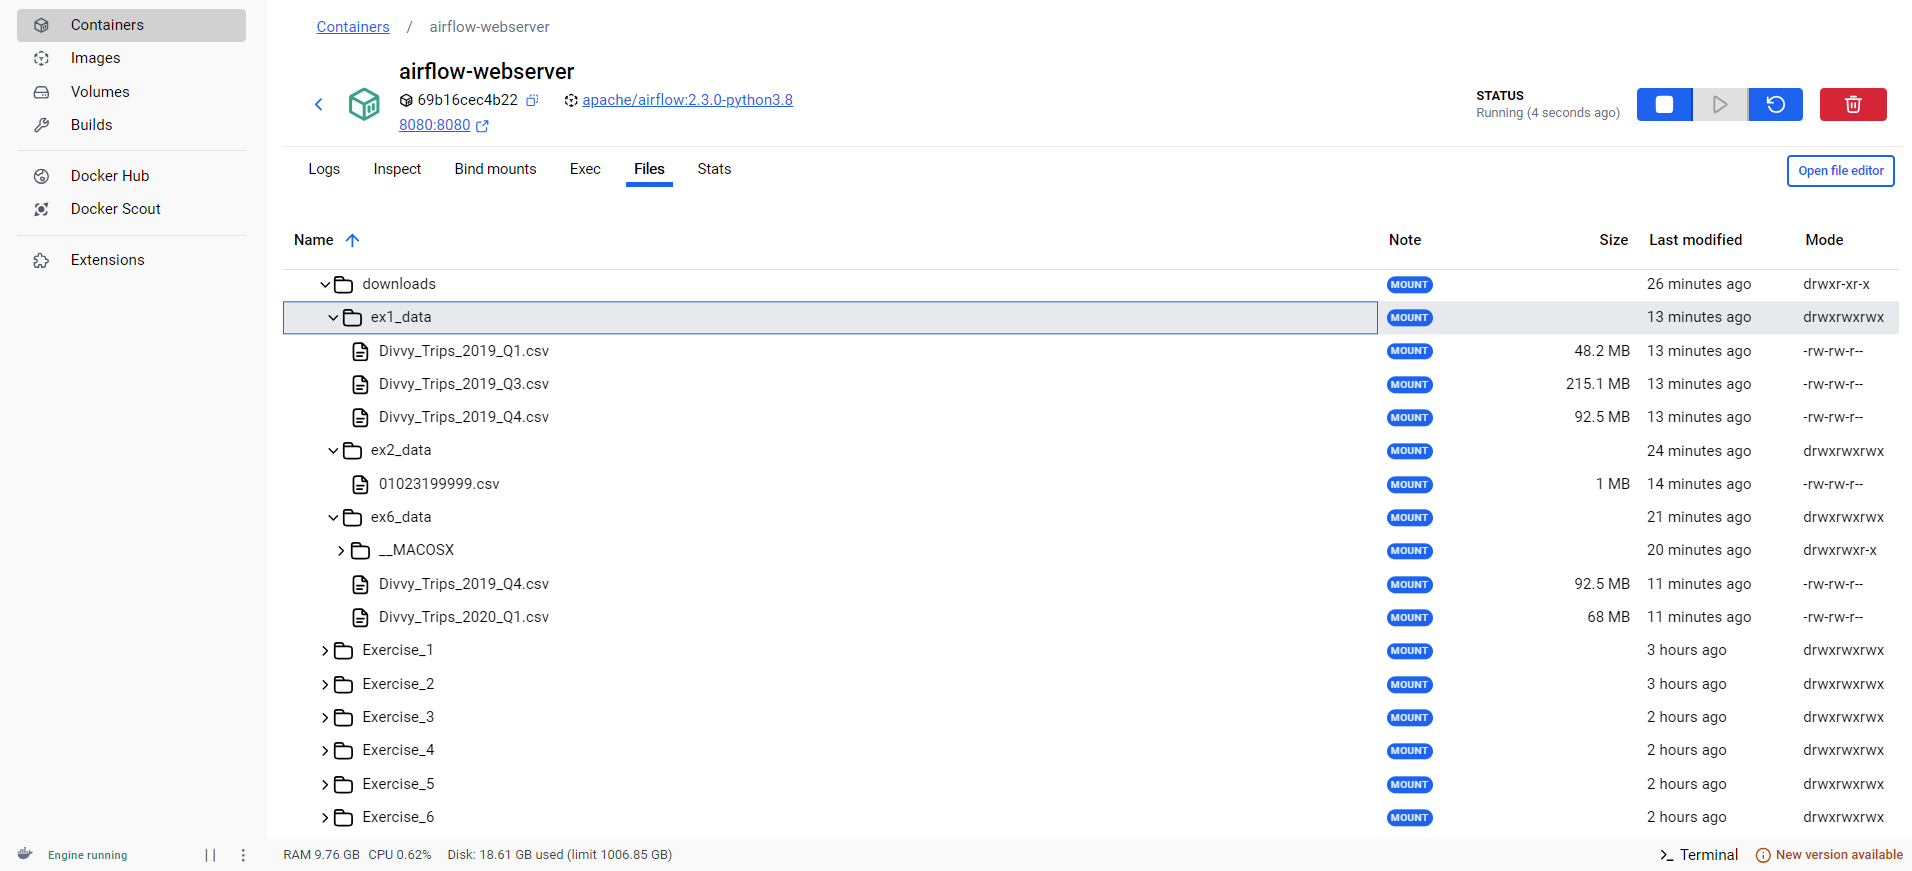 Containers
Images
Volumes
Builds
Docker Hub
Docker Scout
Extensions
Containers / airflow-webserver
airflow-webserver
69b16cec4b22 apache/airflow:2.3.0-python3.8
8080:8080
STATUS
Running (4 seconds ago)
Logs Inspect Bind mounts Exec Files Stats
Open file editor
Name Note Size Last modified Mode
downloads MOUNT 26 minutes ago drwxr-xr-x
ex1_data MOUNT 13 minutes ago drwxrwxrwx
Divvy_Trips_2019_Q1.csv MOUNT 48.2 MB 13 minutes ago -rw-rw-r--
Divvy_Trips_2019_Q3.csv MOUNT 215.1 MB 13 minutes ago -rw-rw-r--
Divvy_Trips_2019_Q4.csv MOUNT 92.5 MB 13 minutes ago -rw-rw-r--
ex2_data MOUNT 24 minutes ago drwxrwxrwx
01023199999.csv MOUNT 1 MB 14 minutes ago -rw-rw-r--
ex6_data MOUNT 21 minutes ago drwxrwxrwx
__MACOSX MOUNT 20 minutes ago drwxrwxr-x
Divvy_Trips_2019_Q4.csv MOUNT 92.5 MB 11 minutes ago -rw-rw-r--
Divvy_Trips_2020_Q1.csv MOUNT 68 MB 11 minutes ago -rw-rw-r--
Exercise_1 MOUNT 3 hours ago drwxrwxrwx
Exercise_2 MOUNT 3 hours ago drwxrwxrwx
Exercise_3 MOUNT 2 hours ago drwxrwxrwx
Exercise_4 MOUNT 2 hours ago drwxrwxrwx
Exercise_5 MOUNT 2 hours ago drwxrwxrwx
Exercise_6 MOUNT 2 hours ago drwxrwxrwx
Engine running
RAM 9.76 GB CPU 0.62% Disk: 18.61 GB used (limit 1006.85 GB)
Terminal
New version available